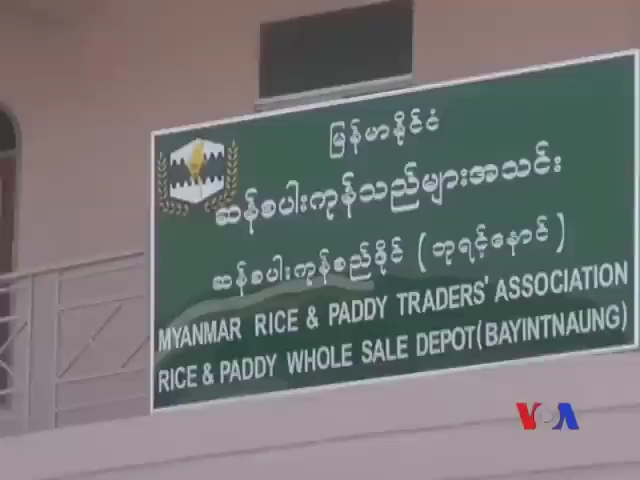 မြန်မာနိုင်ငံ
ဆန်စပါးကုန်သည်များအသင်း
ဆန်စပါးကုန်စည်ဒိုင် (ဘုရင့်နောင်)
MYANMAR RICE & PADDY TRADERS' ASSOCIATION
RICE & PADDY WHOLE SALE DEPOT(BAYINTNAUNG)
VOA